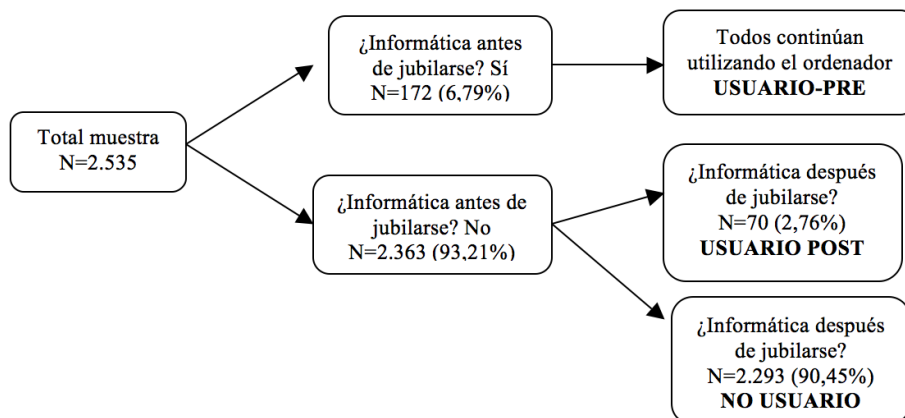 Total muestra
N=2.535
¿Informática antes
de jubilarse? Sí
N=172 (6,79%)
Todos continúan
utilizando el ordenador
USUARIO-PRE
¿Informática antes de
jubilarse? No
N=2.363 (93,21%)
¿Informática después
de jubilarse?
N=70 (2,76%)
USUARIO POST
¿Informática después
de jubilarse?
N=2.293 (90,45%)
NO USUARIO